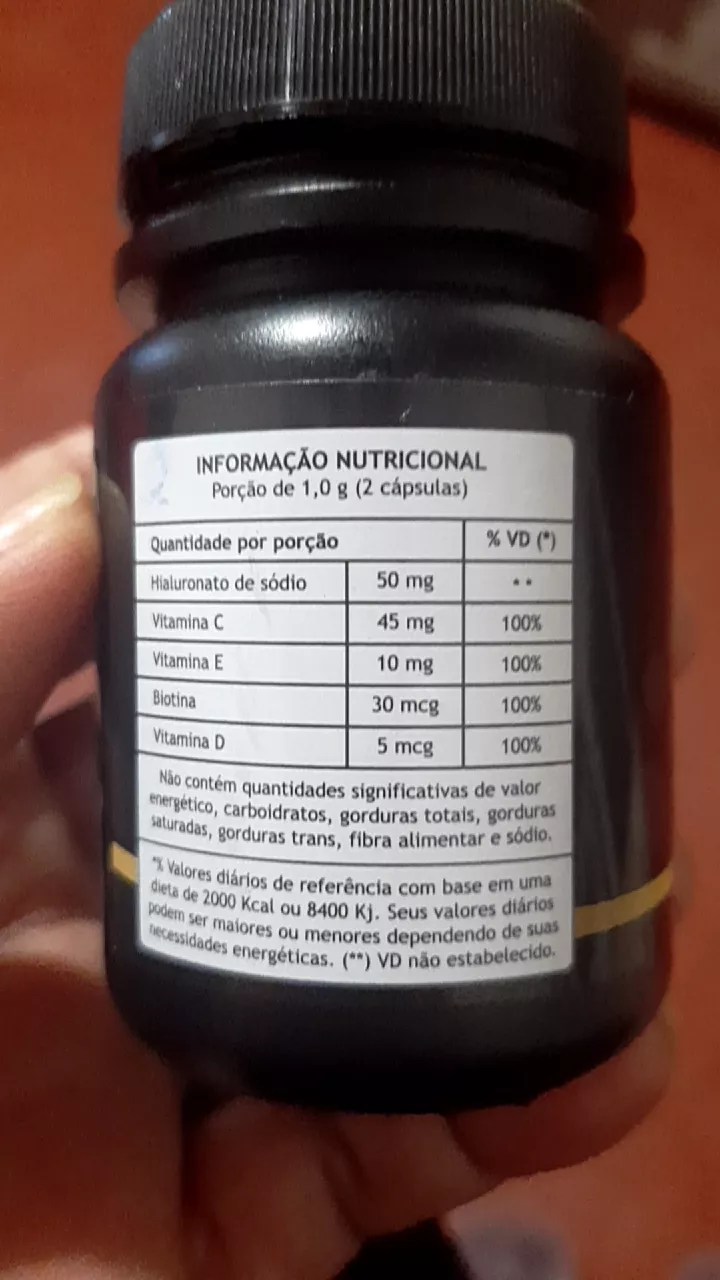 INFORMAÇÃO NUTRICIONAL
Porção de 1,0 g (2 cápsulas)
Quantidade por porção % VD (*)
Hialuronato de sódio 50 mg **
Vitamina C 45 mg 100%
Vitamina E 10 mg 100%
Biotina 30 mcg 100%
Vitamina D 5 mcg 100%
Não contém quantidades significativas de valor
energético, carboidratos, gorduras totais, gorduras
saturadas, gorduras trans, fibra alimentar e sódio.
*% Valores diários de referência com base em uma
dieta de 2000 Kcal ou 8400 Kj. Seus valores diários
podem ser maiores ou menores dependendo de suas
necessidades energéticas. (**) VD não estabelecido.